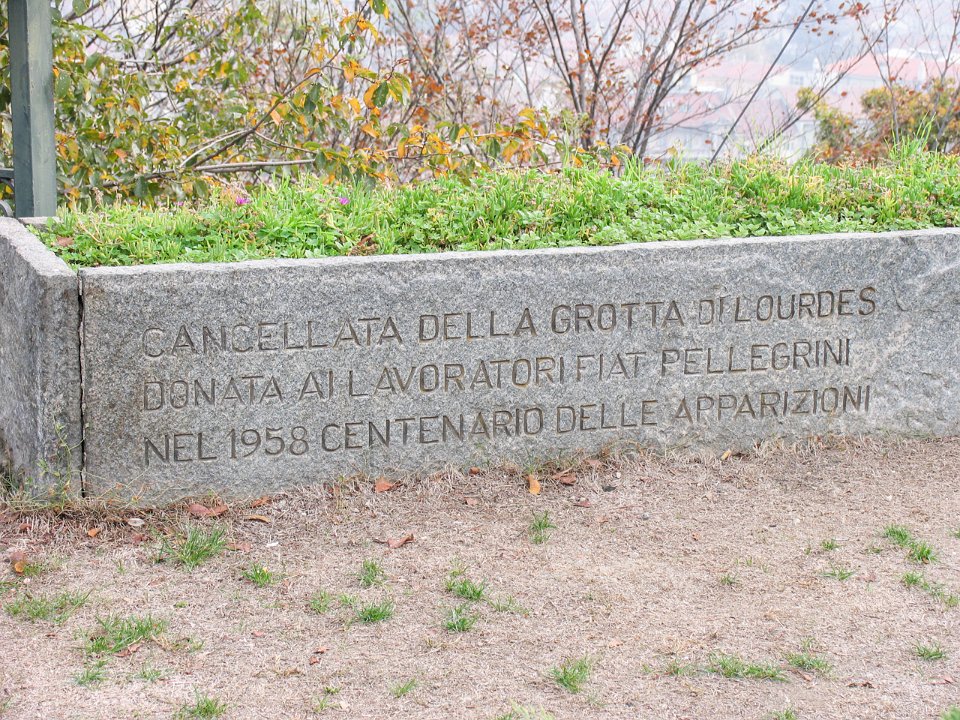 CANCELLATA DELLA GROTTA DI LOURDES
DONATA AI LAVORATORI FIAT PELLEGRINI
NEL 1958 CENTENARIO DELLE APPARIZIONI